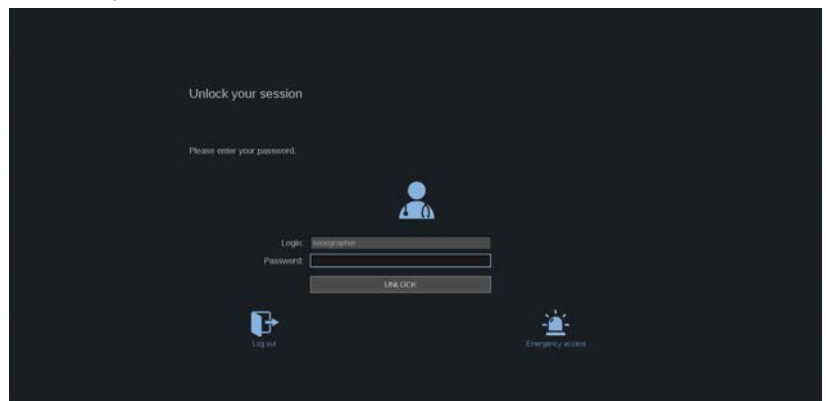 Unlock your session
Please enter your password.
Login: sonographer
Password:
UNLOCK
Log out
Emergency access